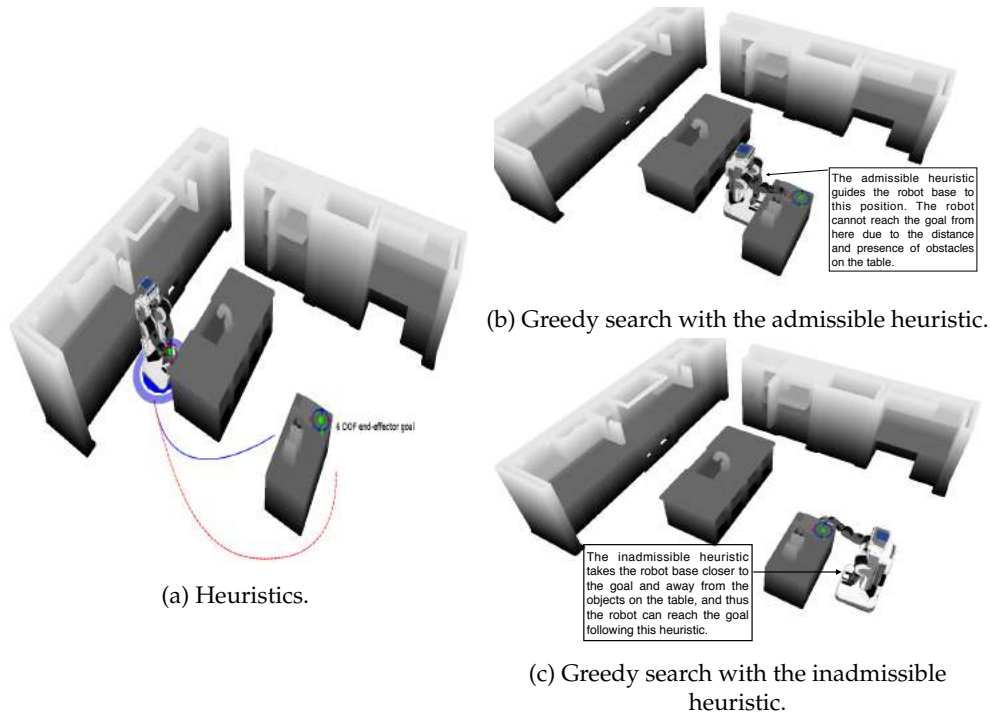 6 DOF end-effector goal
(a) Heuristics.
The admissible heuristic
guides the robot base to
this position. The robot
cannot reach the goal from
here due to the distance
and presence of obstacles
on the table.
(b) Greedy search with the admissible heuristic.
The inadmissible heuristic
takes the robot base closer to
the goal and away from the
objects on the table, and thus
the robot can reach the goal
following this heuristic.
(c) Greedy search with the inadmissible
heuristic.